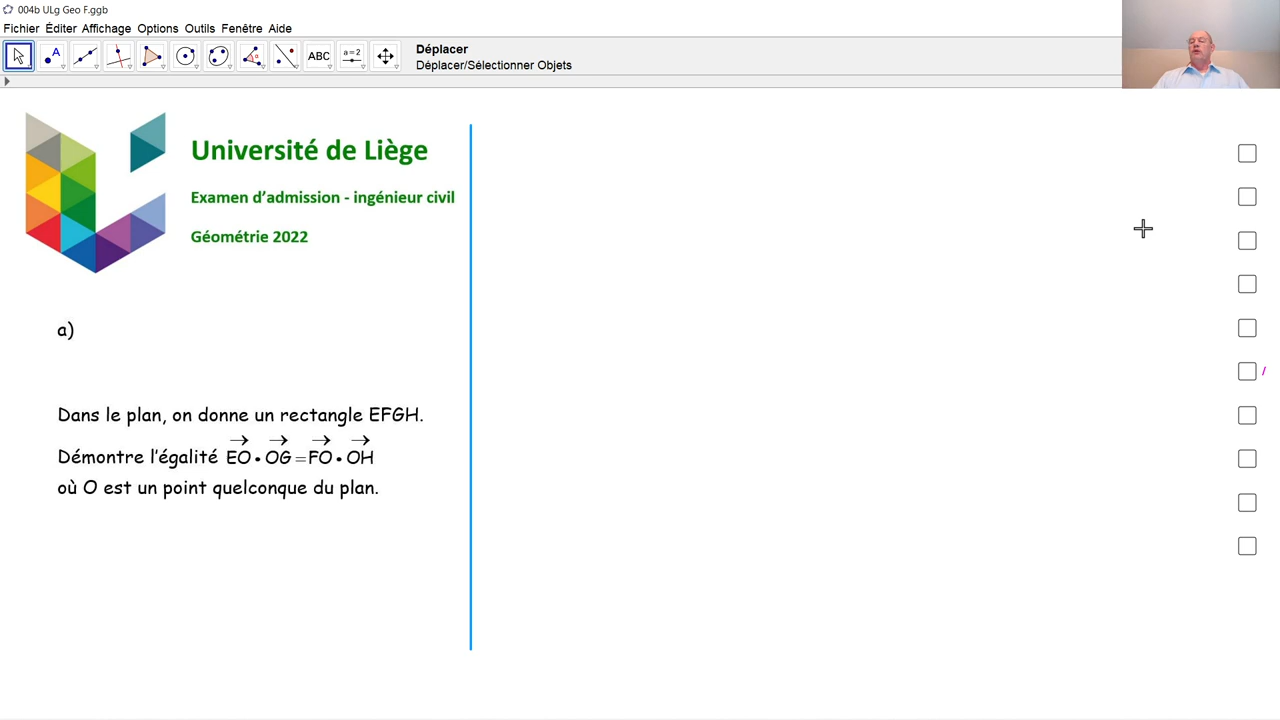 004b ULg Geo F.ggb
Fichier Éditer Affichage Options Outils Fenêtre Aide
A
ABC
a=2
Déplacer
Déplacer/Sélectionner Objets
Université de Liège
Examen d’admission - ingénieur civil
Géométrie 2022
a)
Dans le plan, on donne un rectangle EFGH.
Démontre l’égalité EO • OG = FO • OH
où O est un point quelconque du plan.